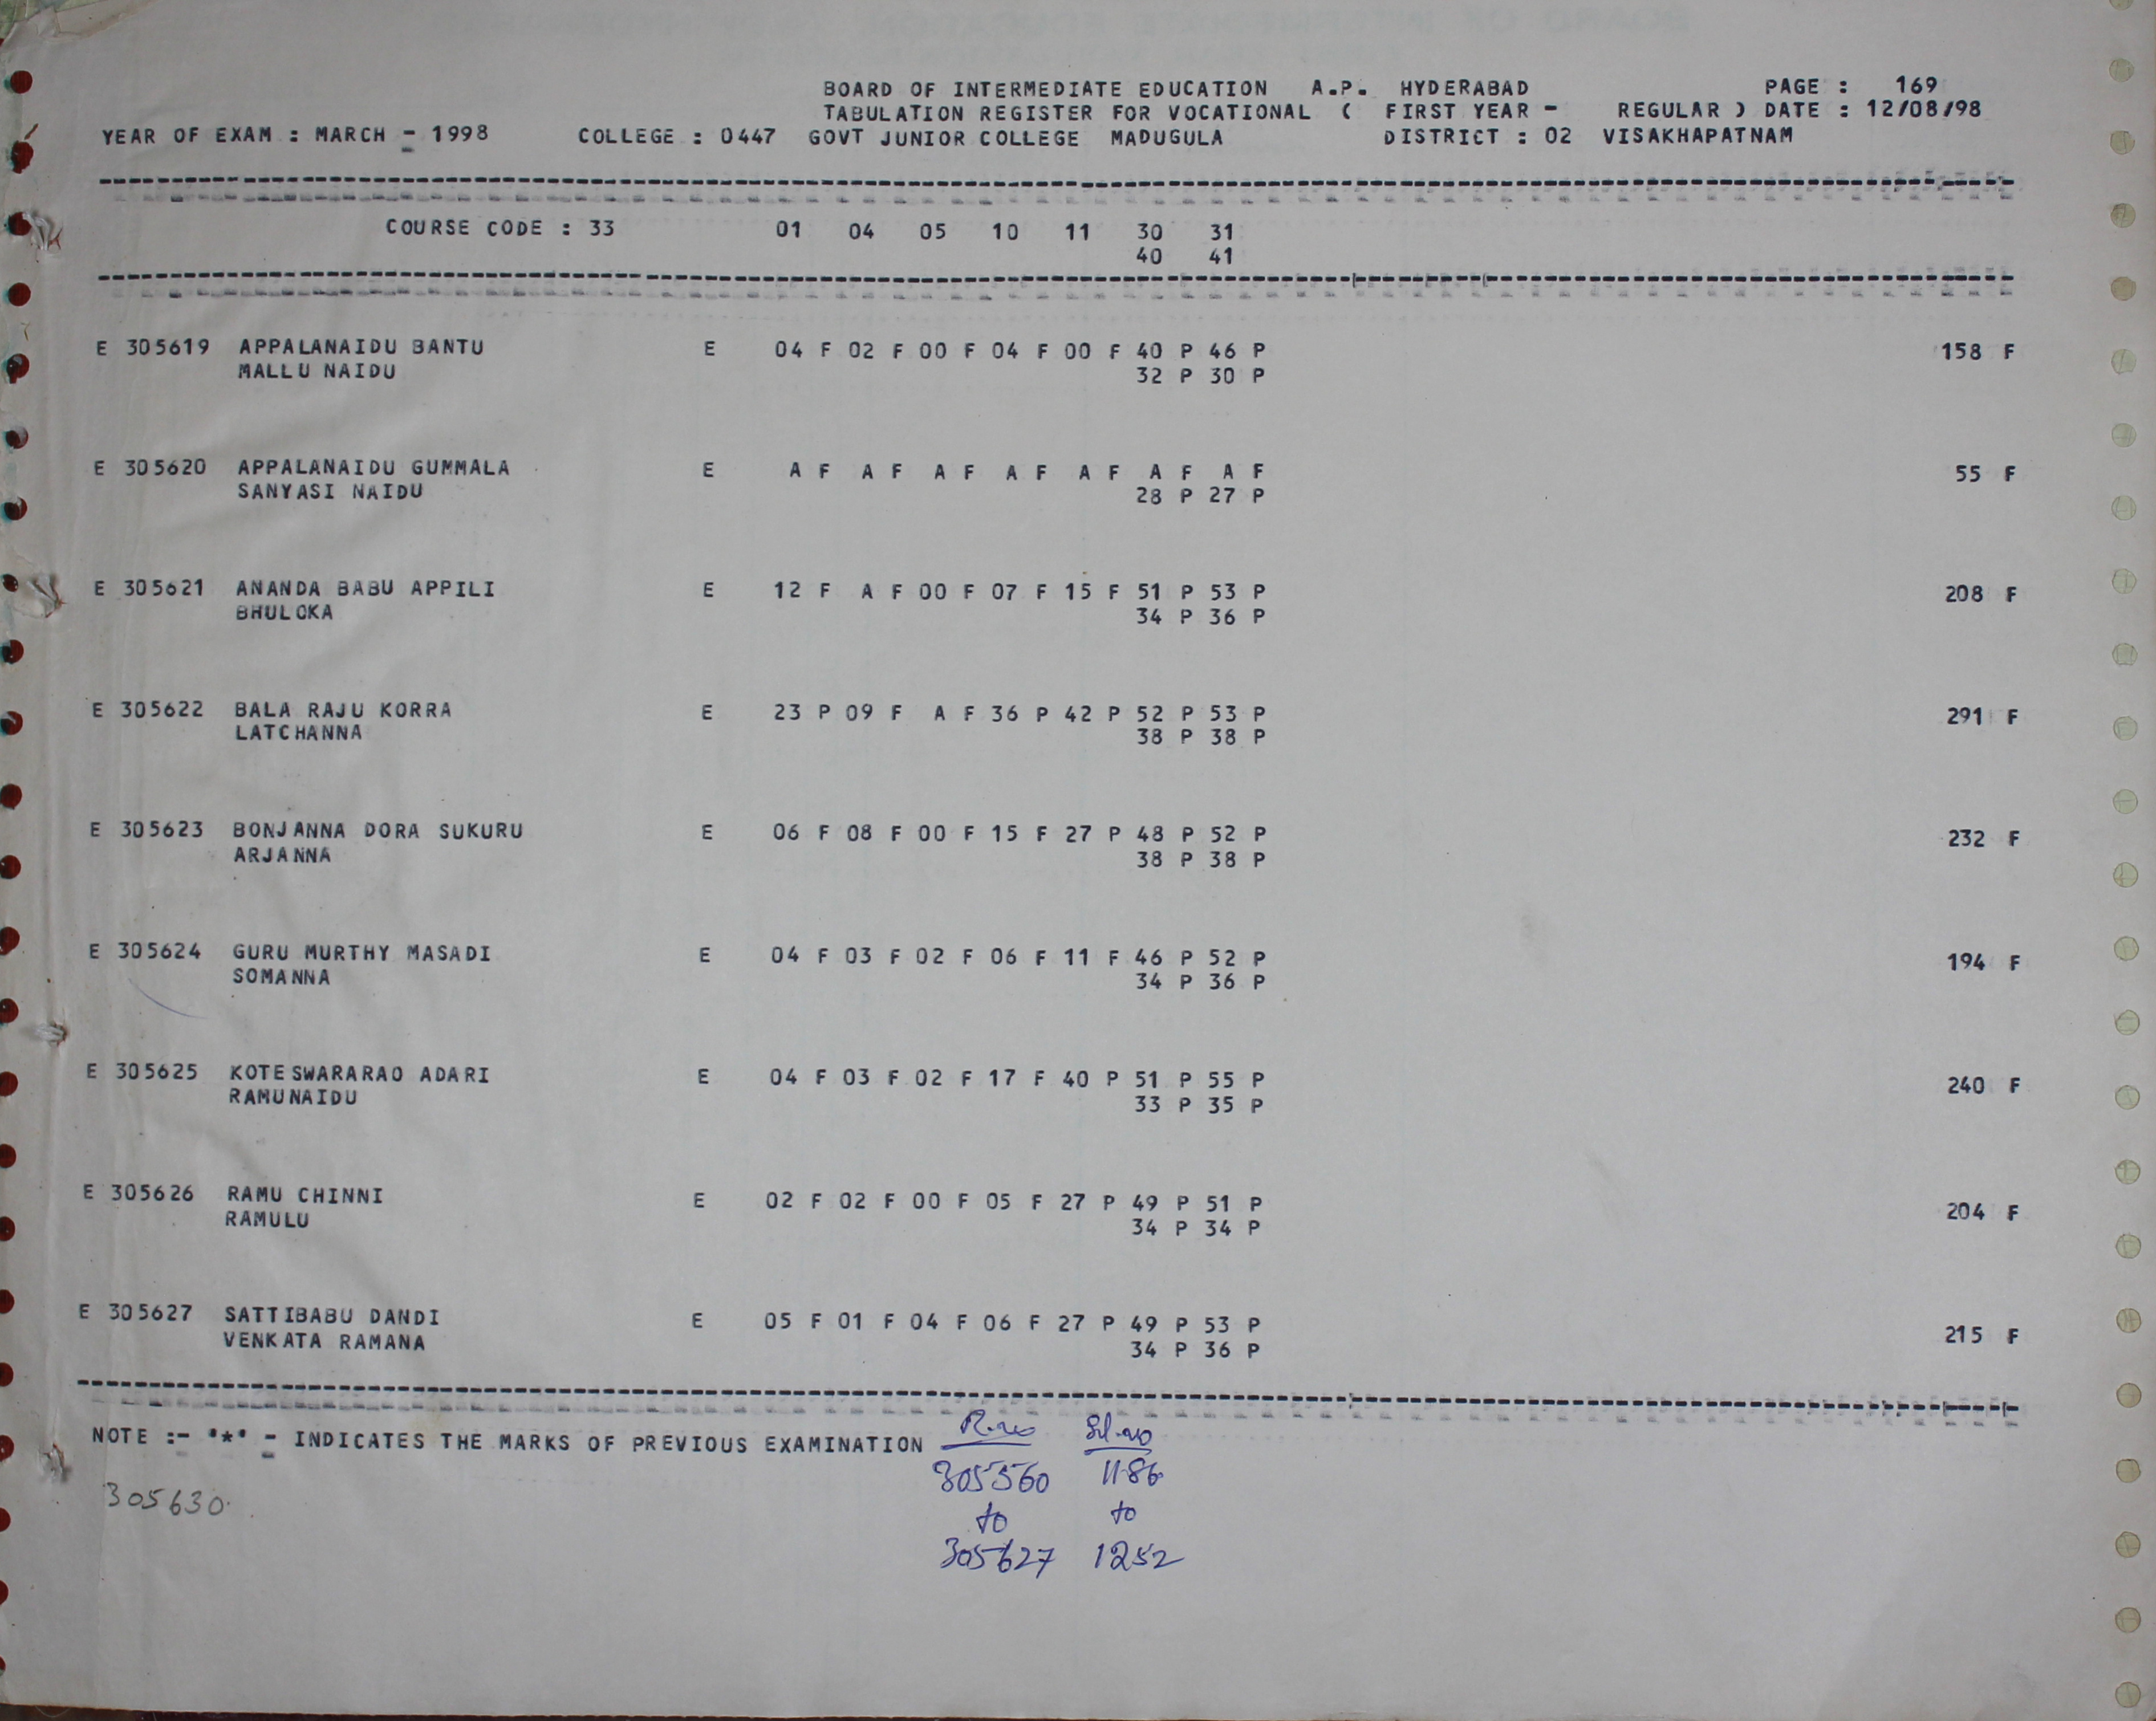 BOARD OF INTERMEDIATE EDUCATION A.P. HYDERABAD PAGE : 169
TABULATION REGISTER FOR VOCATIONAL ( FIRST YEAR - REGULAR ) DATE : 12/08/98
YEAR OF EXAM : MARCH - 1998 COLLEGE : 0447 GOVT JUNIOR COLLEGE MADUGULA DISTRICT : 02 VISAKHAPATNAM
COURSE CODE : 33 01 04 05 10 11 30 31
40 41
E 305619 APPALANAIDU BANTU E 04 F 02 F 00 F 04 F 00 F 40 P 46 P 158 F
MALLU NAIDU 32 P 30 P
E 305620 APPALANAIDU GUMMALA E A F A F A F A F A F A F A F 55 F
SANYASI NAIDU 28 P 27 P
E 305621 ANANDA BABU APPILI E 12 F A F 00 F 07 F 15 F 51 P 53 P 208 F
BHULOKA 34 P 36 P
E 305622 BALA RAJU KORRA E 23 P 09 F A F 36 P 42 P 52 P 53 P 291 F
LATCHANNA 38 P 38 P
E 305623 BONJANNA DORA SUKURU E 06 F 08 F 00 F 15 F 27 P 48 P 52 P 232 F
ARJANNA 38 P 38 P
E 305624 GURU MURTHY MASADI E 04 F 03 F 02 F 06 F 11 F 46 P 52 P 194 F
SOMANNA 34 P 36 P
E 305625 KOTESWARARAO ADARI E 04 F 03 F 02 F 17 F 40 P 51 P 55 P 240 F
RAMUNAIDU 33 P 35 P
E 305626 RAMU CHINNI E 02 F 02 F 00 F 05 F 27 P 49 P 51 P 204 F
RAMULU 34 P 34 P
E 305627 SATTIBABU DANDI E 05 F 01 F 04 F 06 F 27 P 49 P 53 P 215 F
VENKATA RAMANA 34 P 36 P
NOTE :- '*' - INDICATES THE MARKS OF PREVIOUS EXAMINATION
R.no Sl.no
305560 1186
305630 to to
305627 1252